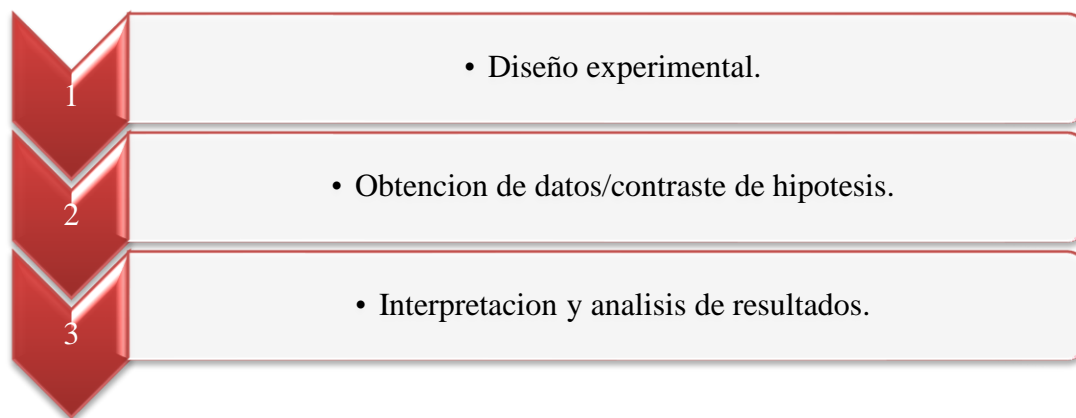 1
• Diseño experimental.
2
• Obtencion de datos/contraste de hipotesis.
3
• Interpretacion y analisis de resultados.